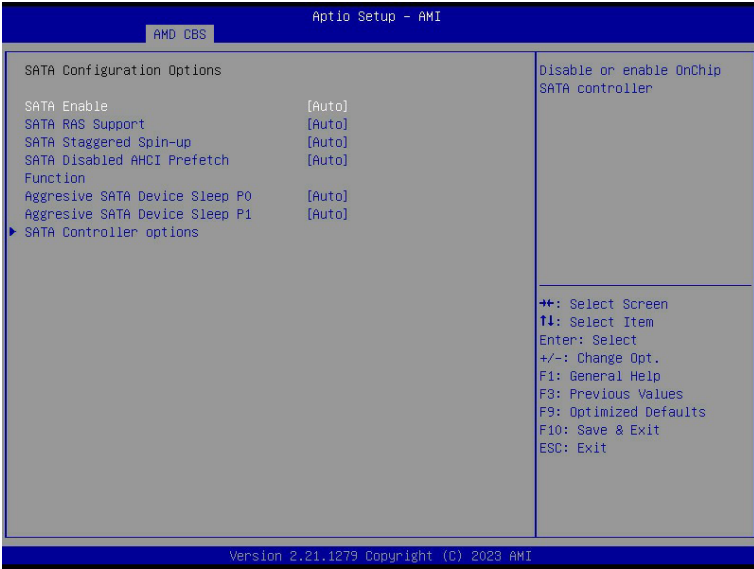 Aptio Setup – AMI
AMD CBS
SATA Configuration Options
SATA Enable [Auto]
SATA RAS Support [Auto]
SATA Staggered Spin-up [Auto]
SATA Disabled AHCI Prefetch [Auto]
Function
Aggresive SATA Device Sleep P0 [Auto]
Aggresive SATA Device Sleep P1 [Auto]
SATA Controller options
Disable or enable OnChip
SATA controller
→←: Select Screen
↑↓: Select Item
Enter: Select
+/-: Change Opt.
F1: General Help
F3: Previous Values
F9: Optimized Defaults
F10: Save & Exit
ESC: Exit
Version 2.21.1279 Copyright (C) 2023 AMI